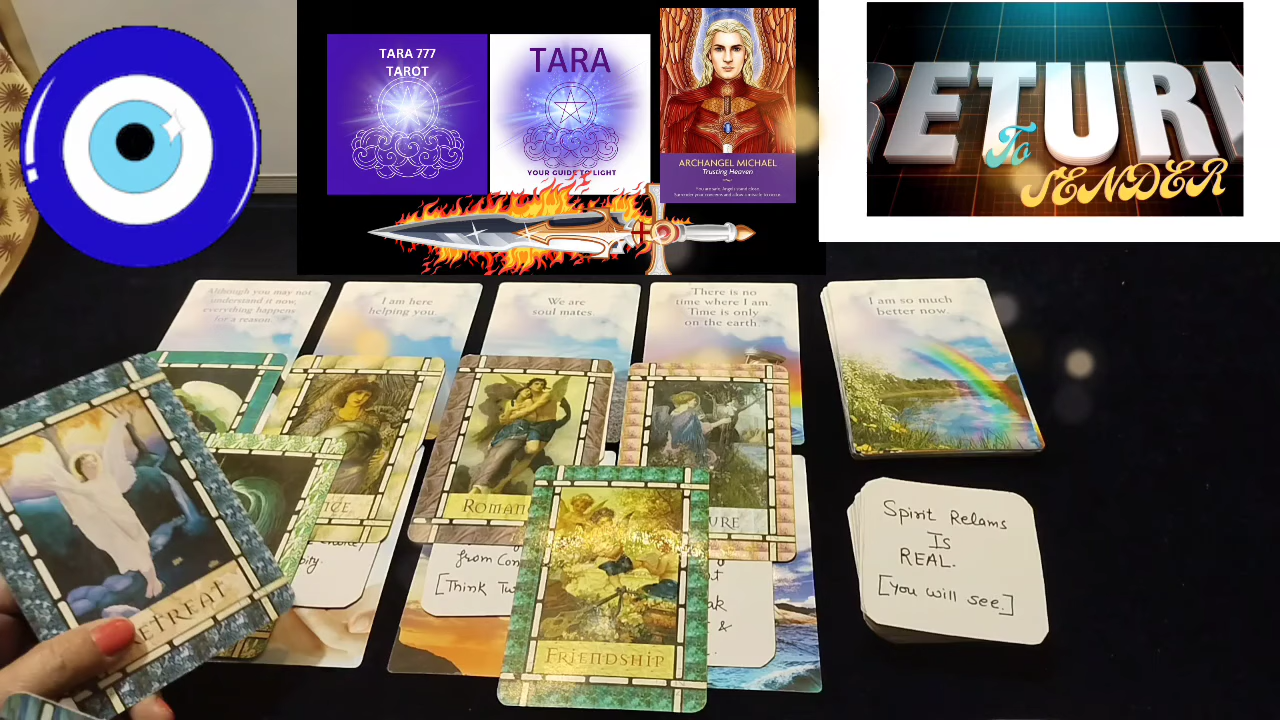 TARA 777
TAROT
TARA
YOUR GUIDE TO LIGHT
ARCHANGEL MICHAEL
Trusting Heaven
RETURN
To
SENDER
Although you may not
understand it now,
everything happens
for a reason.
I am here
helping you.
We are
soul mates
There is no
time where I am.
Time is only
on the earth.
I am so much
better now.
ROMAN
URE
RETREAT
FRIENDSHIP
from Con
[Think Tw
&
Spirit Relams
Is
REAL.
[You will see.]